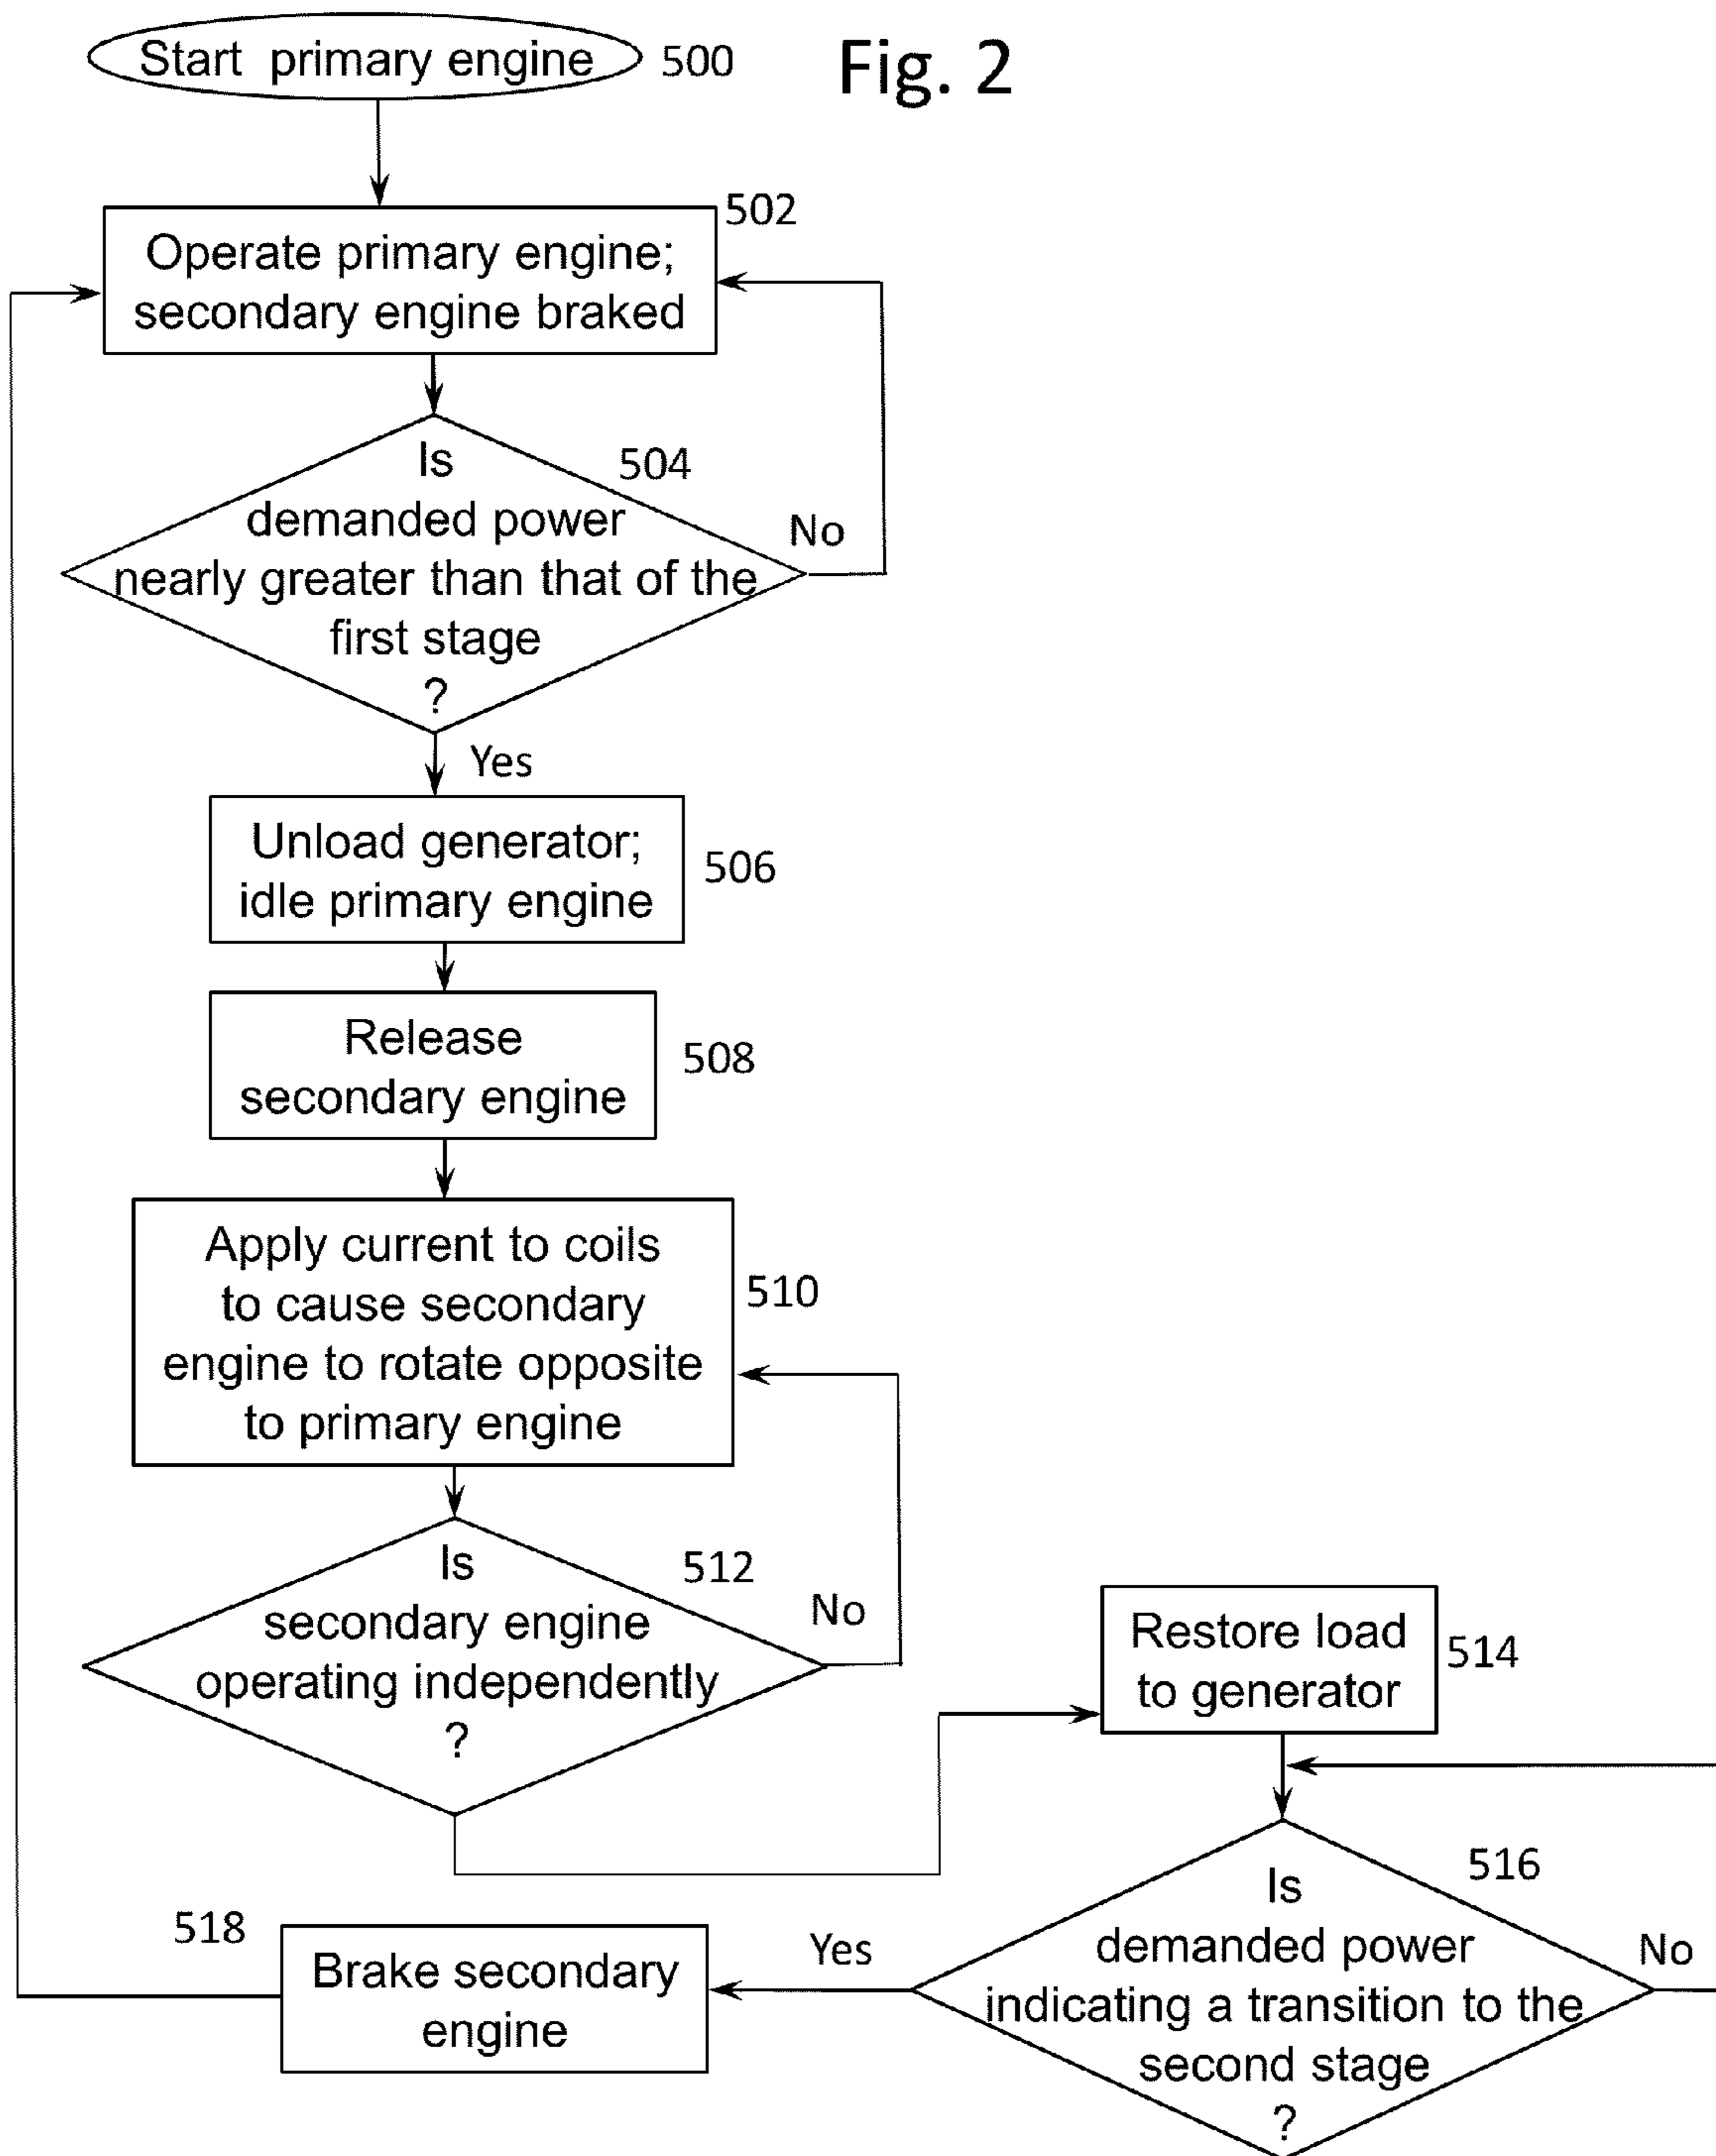 Start primary engine
500
Fig. 2
502
Operate primary engine;
secondary engine braked
Is
504
demanded power
No
nearly greater than that of the
first stage
?
Yes
Unload generator;
idle primary engine
506
Release
secondary engine
508
Apply current to coils
to cause secondary
engine to rotate opposite
to primary engine
510
Is
512
secondary engine
No
operating independently
?
Restore load
to generator
514
Is
516
demanded power
No
indicating a transition to the
second stage
?
Yes
518
Brake secondary
engine